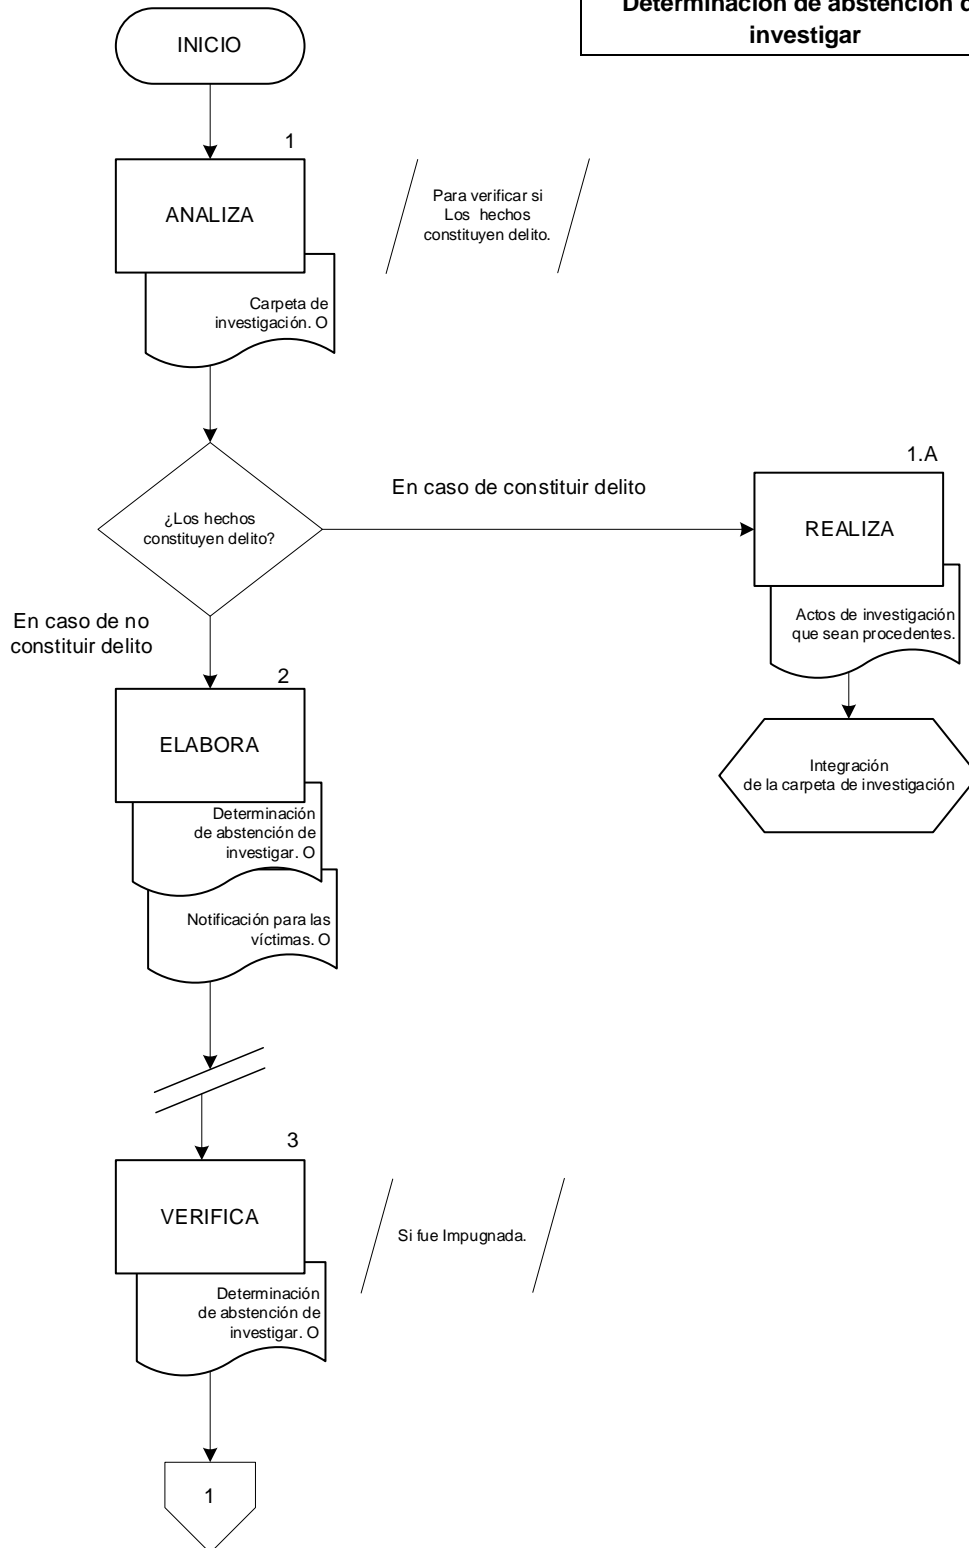 Determinación de abstención d
investigar
INICIO
1
ANALIZA
Para verificar si
Los hechos
constituyen delito.
Carpeta de
investigación. O
¿Los hechos
constituyen delito?
En caso de constituir delito
1.A
REALIZA
Actos de investigación
que sean procedentes.
Integración
de la carpeta de investigación
En caso de no
constituir delito
2
ELABORA
Determinación
de abstención de
investigar. O
Notificación para las
víctimas. O
3
VERIFICA
Si fue Impugnada.
Determinación
de abstención de
investigar. O
1